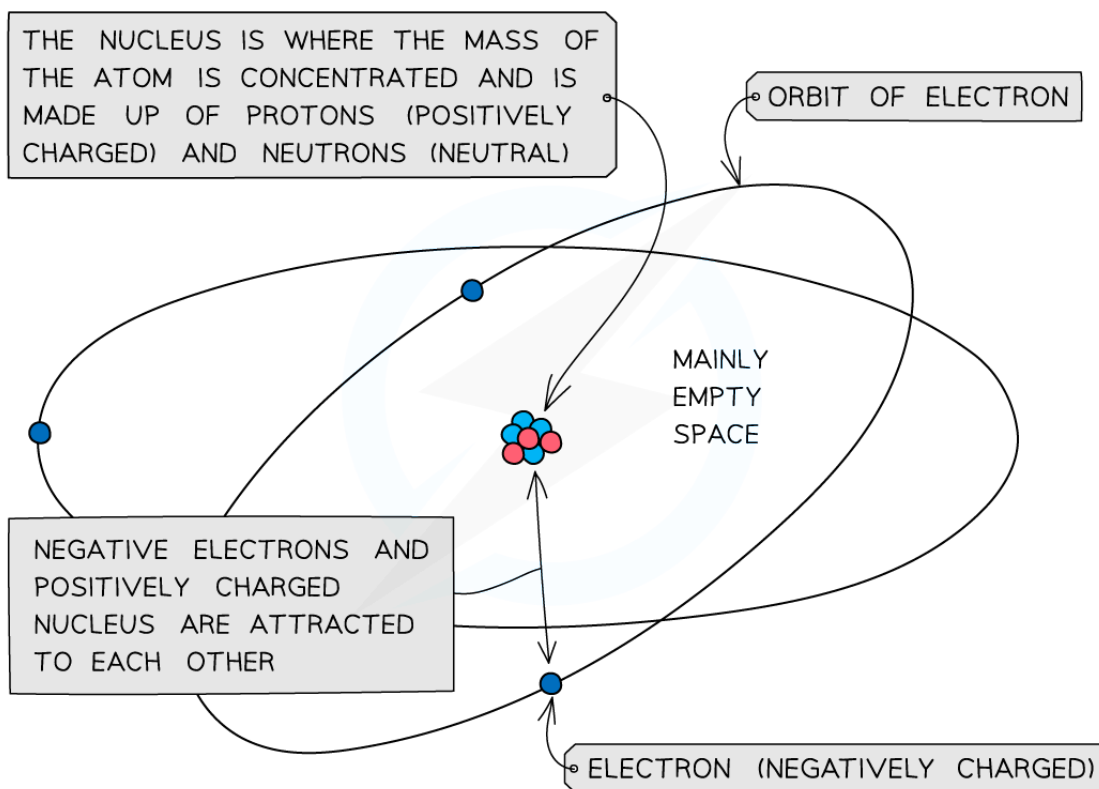 THE NUCLEUS IS WHERE THE MASS OF
THE ATOM IS CONCENTRATED AND IS
MADE UP OF PROTONS (POSITIVELY
CHARGED) AND NEUTRONS (NEUTRAL)
ORBIT OF ELECTRON
MAINLY
EMPTY
SPACE
NEGATIVE ELECTRONS AND
POSITIVELY CHARGED
NUCLEUS ARE ATTRACTED
TO EACH OTHER
ELECTRON (NEGATIVELY CHARGED)